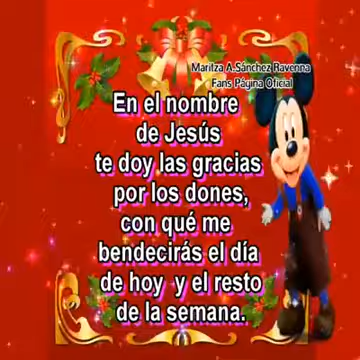 Maritza A.Sánchez Ravenna
Fans Página Oficial
En el nombre
de Jesús
te doy las gracias
por los dones,
con qué me
bendecirás el día
de hoy y el resto
de la semana.